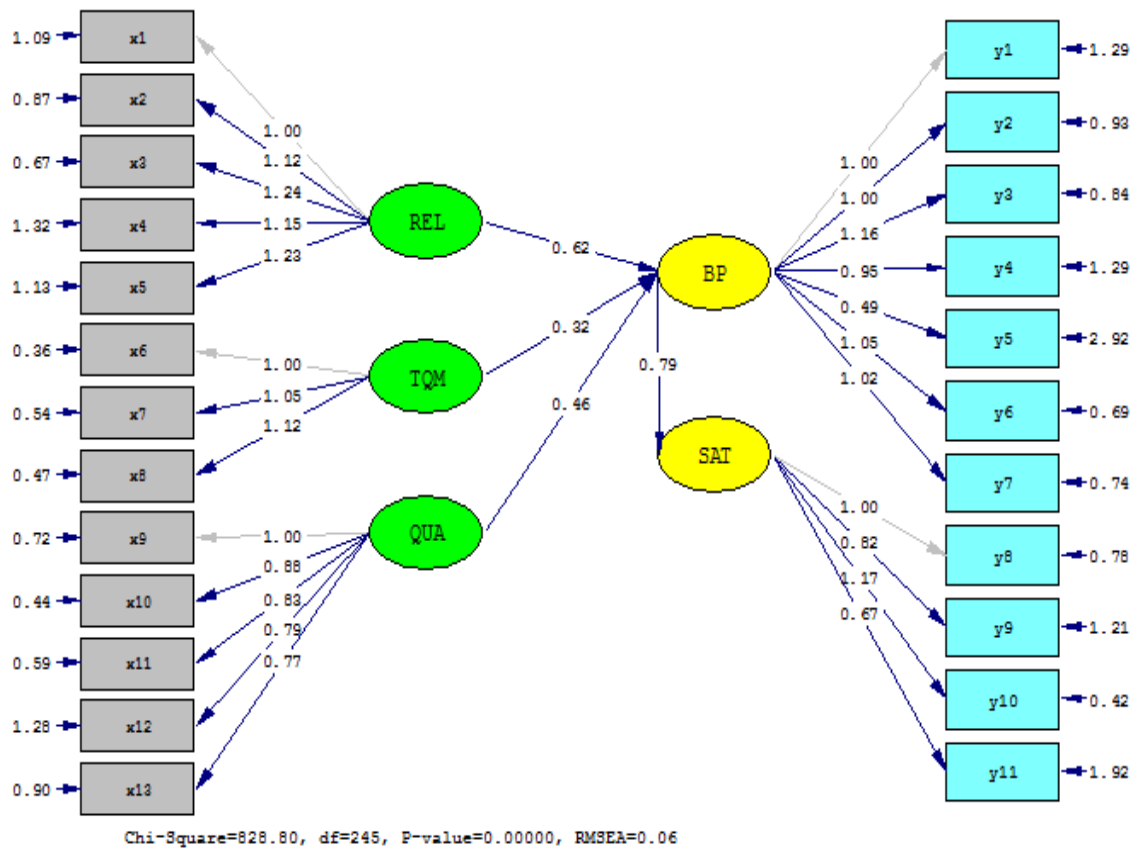 1.09 x1
0.87 x2
0.67 x3
1.32 x4
1.13 x5
0.36 x6
0.54 x7
0.47 x8
0.72 x9
0.44 x10
0.59 x11
1.28 x12
0.90 x13
1.00
1.12
1.24
1.15
1.23
1.00
1.05
1.12
1.00
0.88
0.83
0.79
0.77
REL
TQM
QUA
0.62
0.32
0.46
BP
0.79
SAT
1.00
1.00
1.16
0.95
0.49
1.05
1.02
1.00
0.82
1.17
0.67
y1 1.29
y2 0.93
y3 0.84
y4 1.29
y5 2.92
y6 0.69
y7 0.74
y8 0.78
y9 1.21
y10 0.42
y11 1.92
Chi-Square=828.80, df=245, P-value=0.00000, RMSEA=0.06